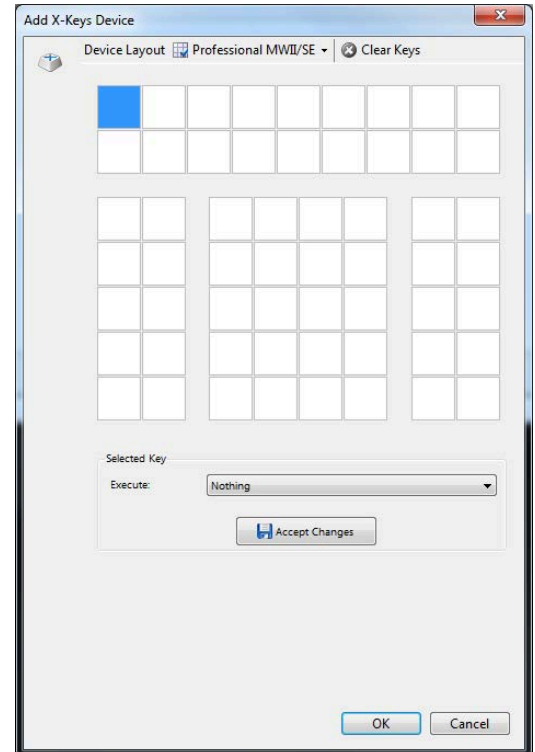 Add X-Keys Device
Device Layout Professional MWII/SE Clear Keys
Selected Key
Execute: Nothing
Accept Changes
OK Cancel